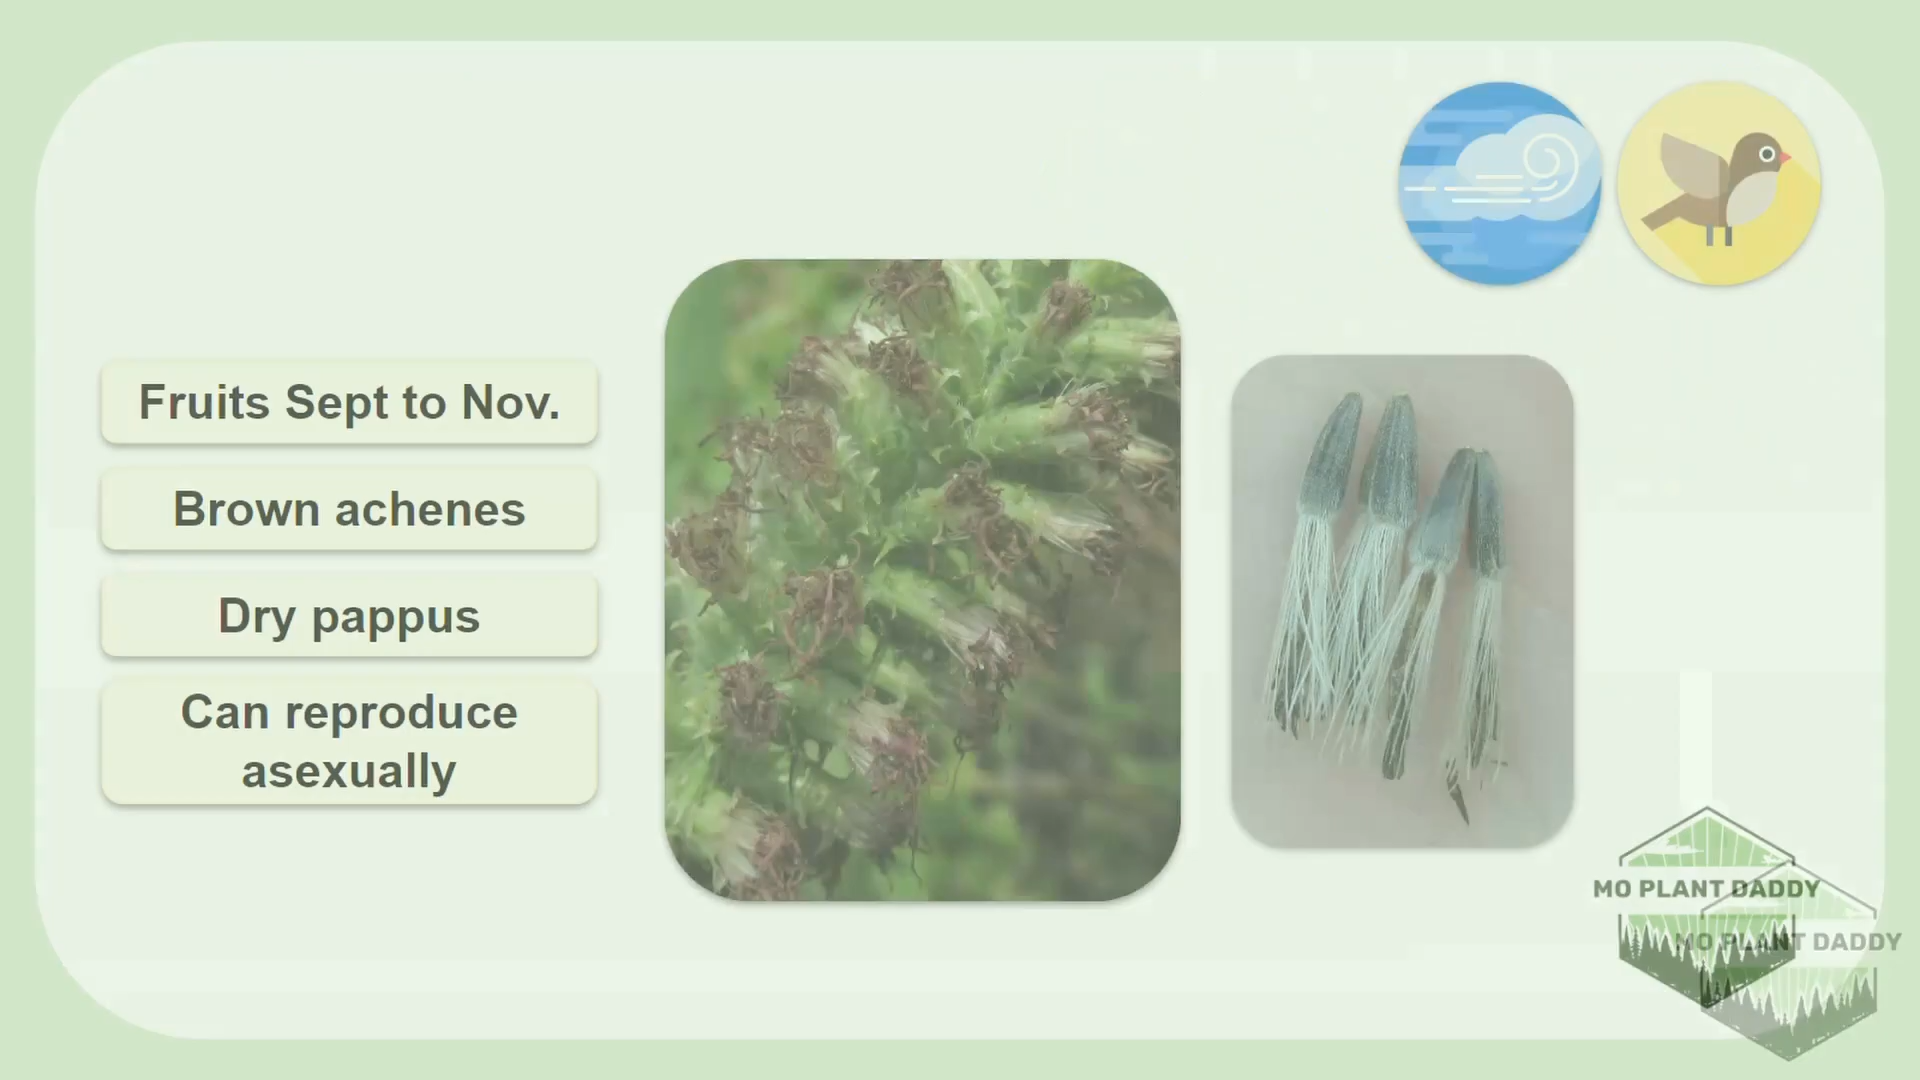 Fruits Sept to Nov.
Brown achenes
Dry pappus
Can reproduce
asexually
MO PLANT DADDY
MO PLANT DADDY